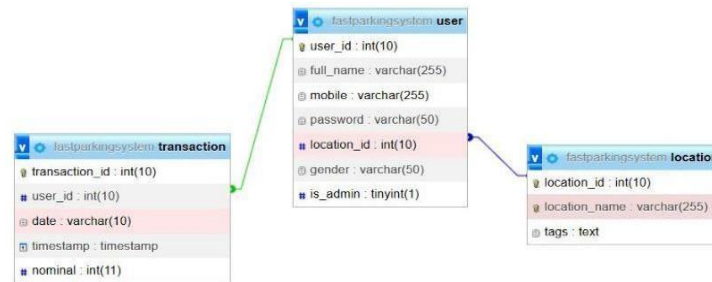 fastparkingsystem user
user_id : int(10)
full_name : varchar(255)
mobile : varchar(255)
password : varchar(50)
location_id : int(10)
gender : varchar(50)
is_admin : tinyint(1)
fastparkingsystem transaction
transaction_id : int(10)
user_id : int(10)
date : varchar(10)
timestamp : timestamp
nominal : int(11)
fastparkingsystem locatio
location_id : int(10)
location_name : varchar(255)
tags : text